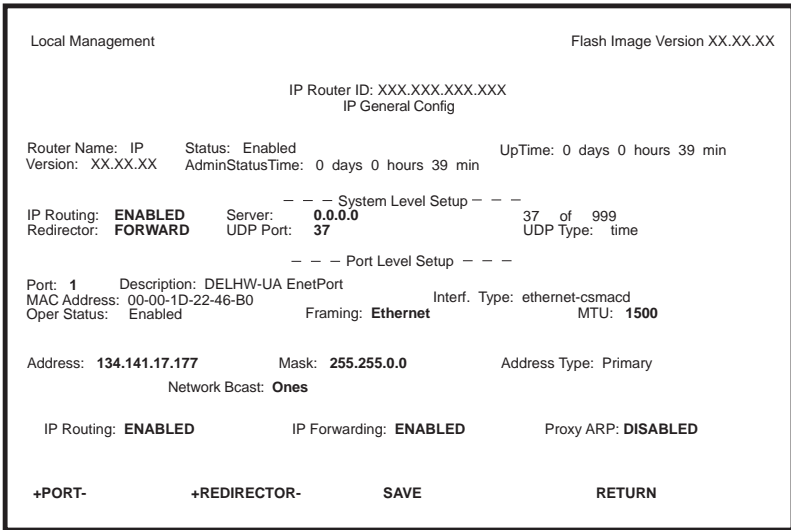 Local Management Flash Image Version XX.XX.XX
IP Router ID: XXX.XXX.XXX.XXX
IP General Config
Router Name: IP Status: Enabled UpTime: 0 days 0 hours 39 min
Version: XX.XX.XX AdminStatusTime: 0 days 0 hours 39 min
– – – System Level Setup – – –
IP Routing: ENABLED Server: 0.0.0.0 37 of 999
Redirector: FORWARD UDP Port: 37 UDP Type: time
– – – Port Level Setup – – –
Port: 1 Description: DELHW-UA EnetPort
MAC Address: 00-00-1D-22-46-B0 Interf. Type: ethernet-csmacd
Oper Status: Enabled Framing: Ethernet MTU: 1500
Address: 134.141.17.177 Mask: 255.255.0.0 Address Type: Primary
Network Bcast: Ones
IP Routing: ENABLED IP Forwarding: ENABLED Proxy ARP: DISABLED
+PORT- +REDIRECTOR- SAVE RETURN